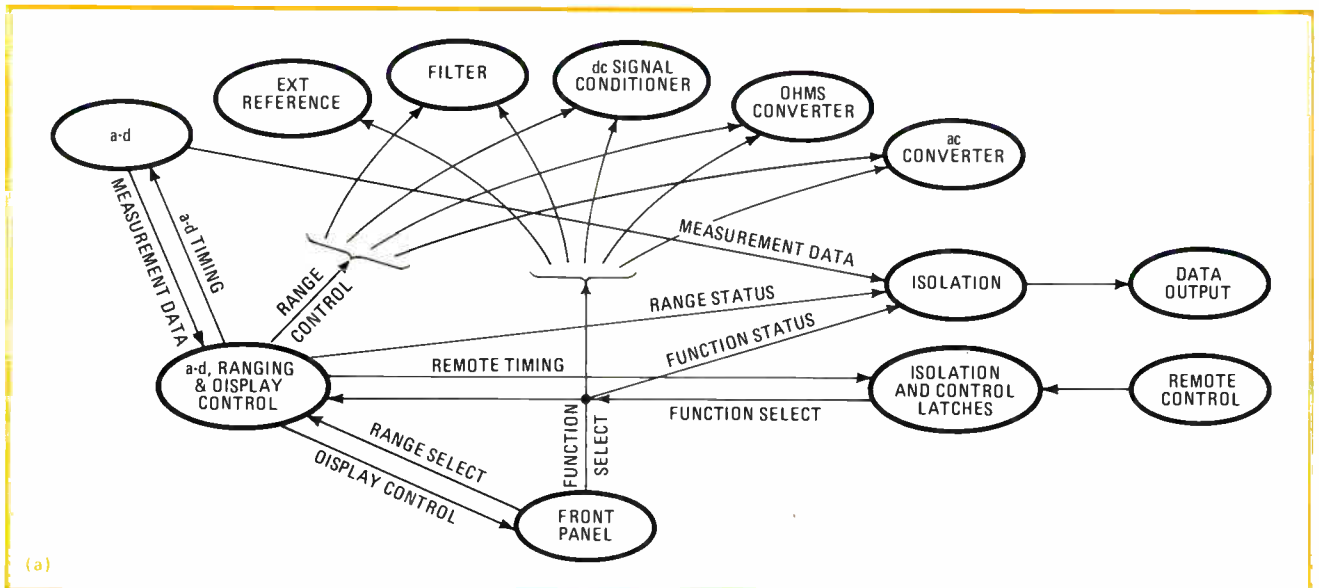 EXT
REFERENCE
FILTER
dc SIGNAL
CONDITIONER
OHMS
CONVERTER
ac
CONVERTER
a-d
MEASUREMENT DATA
a-d TIMING
RANGE
CONTROL
MEASUREMENT DATA
ISOLATION
DATA
OUTPUT
RANGE STATUS
FUNCTION STATUS
a-d, RANGING
& DISPLAY
CONTROL
REMOTE TIMING
ISOLATION
AND CONTROL
LATCHES
REMOTE
CONTROL
FUNCTION SELECT
RANGE SELECT
DISPLAY CONTROL
FUNCTION
SELECT
FRONT
PANEL
(a)